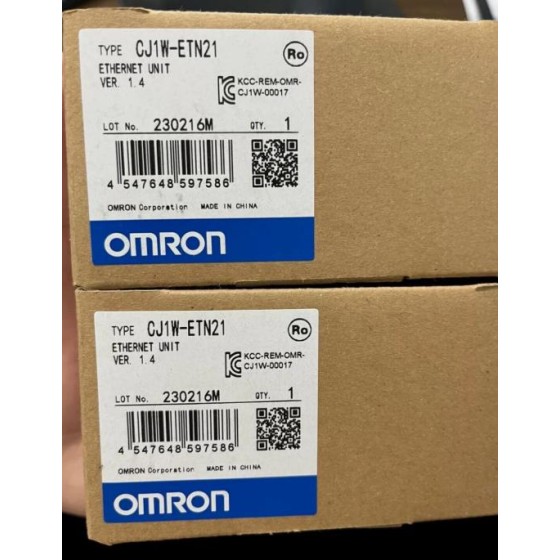 TYPE CJ1W-ETN21 Ro
ETHERNET UNIT
VER. 1.4
KCC-REM-OMR-
CJ1W-00017
LOT No. 230216M QTY. 1
4 547648 597586
OMRON Corporation MADE IN CHINA
OMRON
TYPE CJ1W-ETN21 Ro
ETHERNET UNIT
VER. 1.4
KCC-REM-OMR-
CJ1W-00017
LOT No. 230216M QTY. 1
4 547648 597586
OMRON Corporation MADE IN CHINA
OMRON